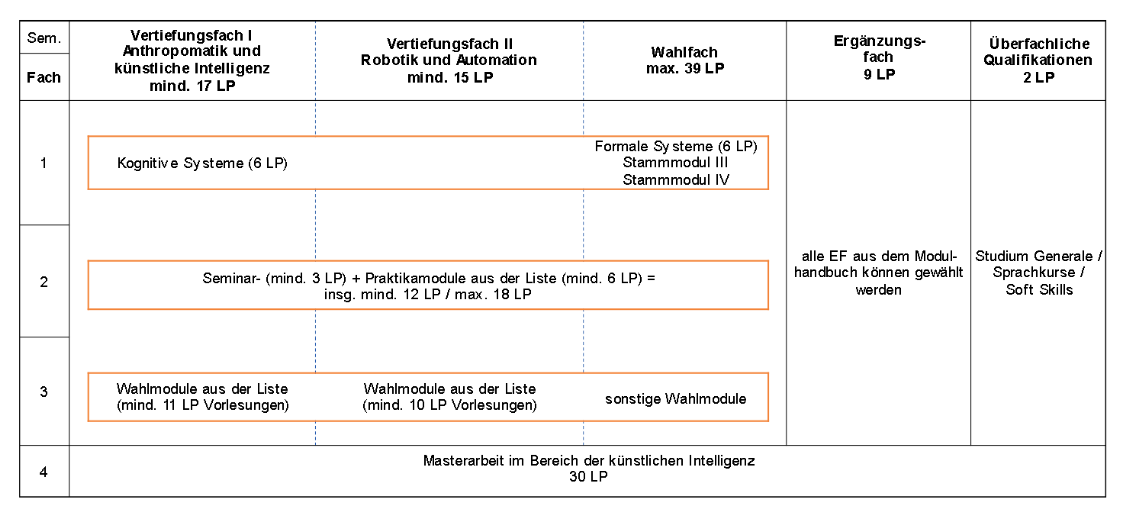 Sem.
Fach
Vertiefungsfach I
Anthropomatik und
künstliche Intelligenz
mind. 17 LP
Vertiefungsfach II
Robotik und Automation
mind. 15 LP
Wahlfach
max. 39 LP
Ergänzungs-
fach
9 LP
Überfachliche
Qualifikationen
2 LP
1
Kognitive Systeme (6 LP)
Formale Systeme (6 LP)
Stammmodul III
Stammmodul IV
2
Seminar- (mind. 3 LP) + Praktikamodule aus der Liste (mind. 6 LP) =
insg. mind. 12 LP / max. 18 LP
alle EF aus dem Modul-
handbuch können gewählt
werden
Studium Generale /
Sprachkurse /
Soft Skills
3
Wahlmodule aus der Liste
(mind. 11 LP Vorlesungen)
Wahlmodule aus der Liste
(mind. 10 LP Vorlesungen)
sonstige Wahlmodule
4
Masterarbeit im Bereich der künstlichen Intelligenz
30 LP